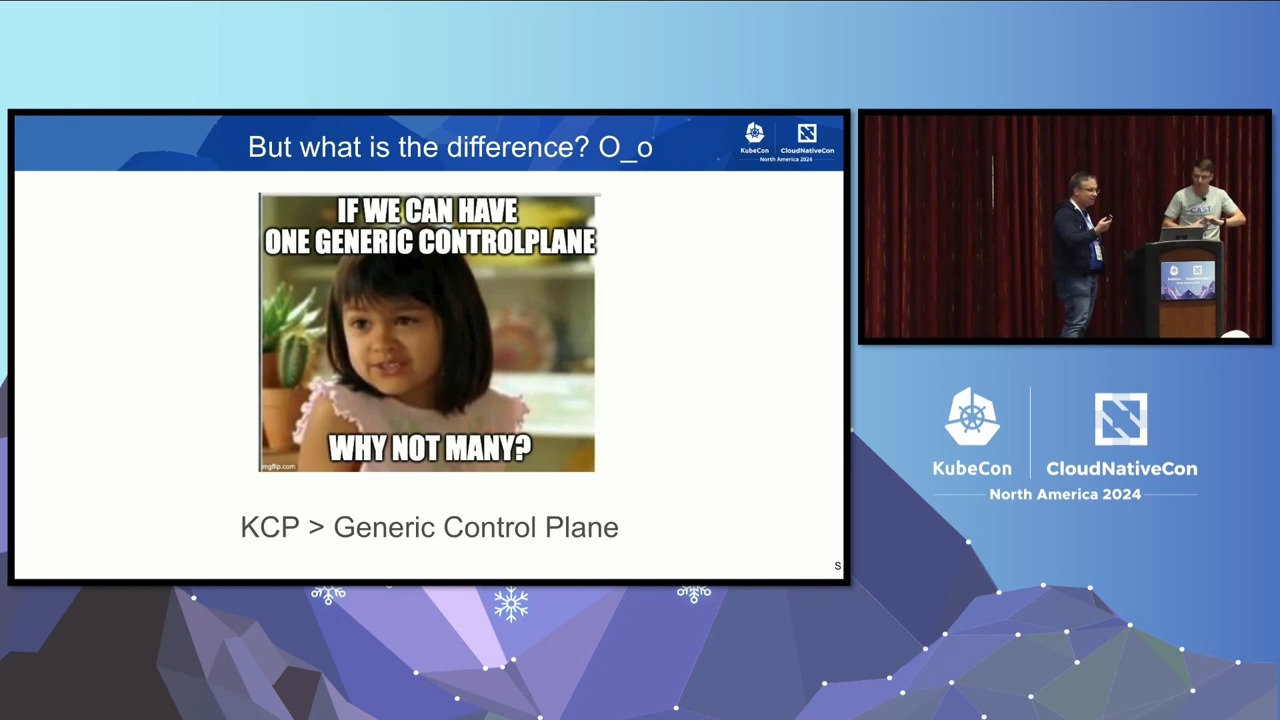 But what is the difference? O_o
KubeCon
CloudNativeCon
North America 2024
IF WE CAN HAVE
ONE GENERIC CONTROLPLANE
WHY NOT MANY?
imgflip.com
KCP > Generic Control Plane
S
KubeCon
CloudNativeCon
North America 2024